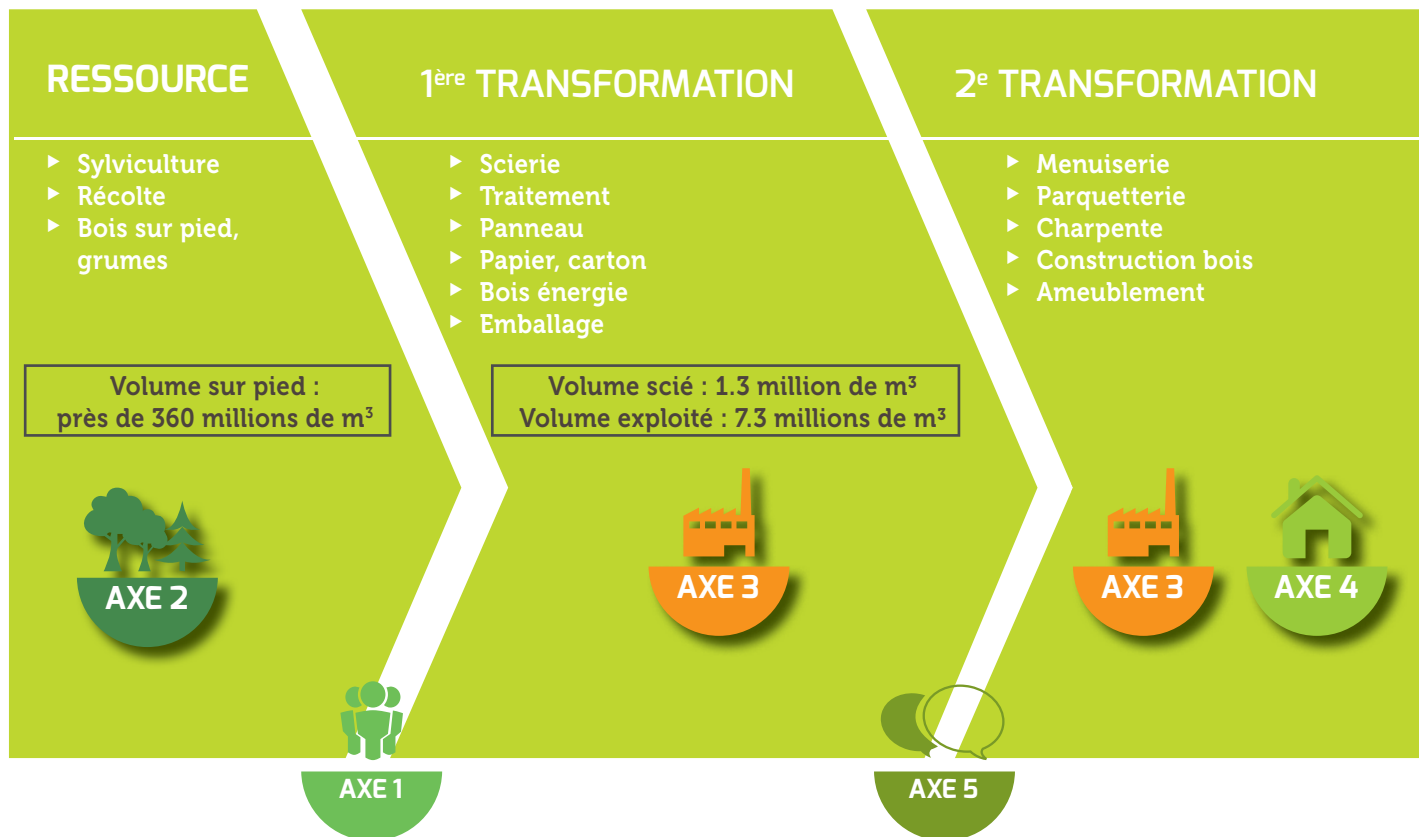 RESSOURCE
Sylviculture
Récolte
Bois sur pied,
grumes
Volume sur pied :
près de 360 millions de m³
AXE 2
1ère TRANSFORMATION
Scierie
Traitement
Panneau
Papier, carton
Bois énergie
Emballage
Volume scié : 1.3 million de m³
Volume exploité : 7.3 millions de m³
AXE 3
2e TRANSFORMATION
Menuiserie
Parquetterie
Charpente
Construction bois
Ameublement
AXE 3
AXE 4
AXE 1
AXE 5